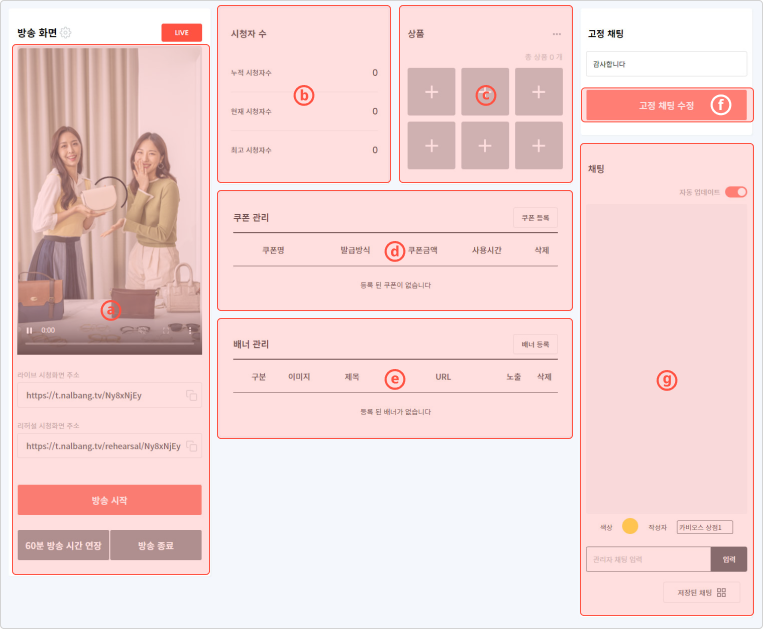 방송 화면
LIVE
0:00
a
라이브 시청화면 주소
https://t.nalbang.tv/Ny8xNjEy
리허설 시청화면 주소
https://t.nalbang.tv/rehearsal/Ny8xNjEy
방송 시작
60분 방송 시간 연장
방송 종료
시청자 수
누적 시청자수 0
b
현재 시청자수 0
최고 시청자수 0
상품 ...
총 상품 0 개
c
쿠폰 관리
쿠폰 등록
쿠폰명 발급방식 d 쿠폰금액 사용시간 삭제
등록 된 쿠폰이 없습니다
배너 관리
배너 등록
구분 이미지 제목 e URL 노출 삭제
등록 된 배너가 없습니다
고정 채팅
감사합니다
고정 채팅 수정 f
채팅
자동 업데이트
g
색상 작성자 가비오스 상점1
관리자 채팅 입력 입력
저장된 채팅